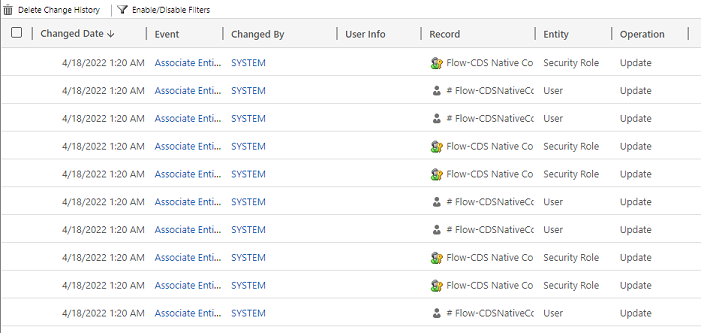 Delete Change History Enable/Disable Filters
Changed Date ↓ Event Changed By User Info Record Entity Operation
4/18/2022 1:20 AM Associate Enti... SYSTEM Flow-CDS Native Co Security Role Update
4/18/2022 1:20 AM Associate Enti... SYSTEM # Flow-CDSNativeCo User Update
4/18/2022 1:20 AM Associate Enti... SYSTEM # Flow-CDSNativeCo User Update
4/18/2022 1:20 AM Associate Enti... SYSTEM Flow-CDS Native Co Security Role Update
4/18/2022 1:20 AM Associate Enti... SYSTEM Flow-CDS Native Co Security Role Update
4/18/2022 1:20 AM Associate Enti... SYSTEM # Flow-CDSNativeCo User Update
4/18/2022 1:20 AM Associate Enti... SYSTEM # Flow-CDSNativeCo User Update
4/18/2022 1:20 AM Associate Enti... SYSTEM Flow-CDS Native Co Security Role Update
4/18/2022 1:20 AM Associate Enti... SYSTEM Flow-CDS Native Co Security Role Update
4/18/2022 1:20 AM Associate Enti... SYSTEM # Flow-CDSNativeCo User Update